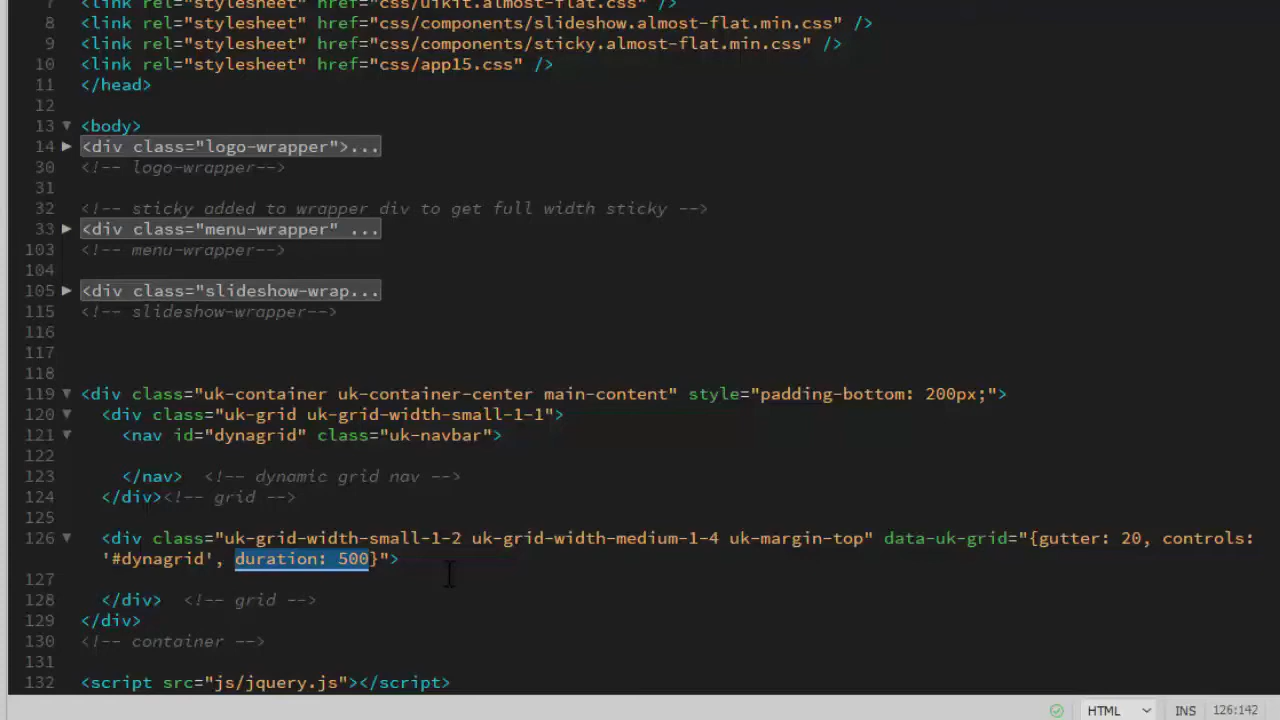 7 <link rel="stylesheet" href="css/uikit.almost-flat.css" />
8 <link rel="stylesheet" href="css/components/slideshow.almost-flat.min.css" />
9 <link rel="stylesheet" href="css/components/sticky.almost-flat.min.css" />
10 <link rel="stylesheet" href="css/app15.css" />
11 </head>
12
13 <body>
14 <div class="logo-wrapper">...
30 <!-- logo-wrapper-->
31
32 <!-- sticky added to wrapper div to get full width sticky -->
33 <div class="menu-wrapper" ...
103 <!-- menu-wrapper-->
104
105 <div class="slideshow-wrap...
115 <!-- slideshow-wrapper-->
116
117
118
119 <div class="uk-container uk-container-center main-content" style="padding-bottom: 200px;">
120 <div class="uk-grid uk-grid-width-small-1-1">
121 <nav id="dynagrid" class="uk-navbar">
122
123 </nav> <!-- dynamic grid nav -->
124 </div><!-- grid -->
125
126 <div class="uk-grid-width-small-1-2 uk-grid-width-medium-1-4 uk-margin-top" data-uk-grid="{gutter: 20, controls:
'#dynagrid', duration: 500}">
127
128 </div> <!-- grid -->
129 </div>
130 <!-- container -->
131
132 <script src="js/jquery.js"></script>
HTML INS 126:142